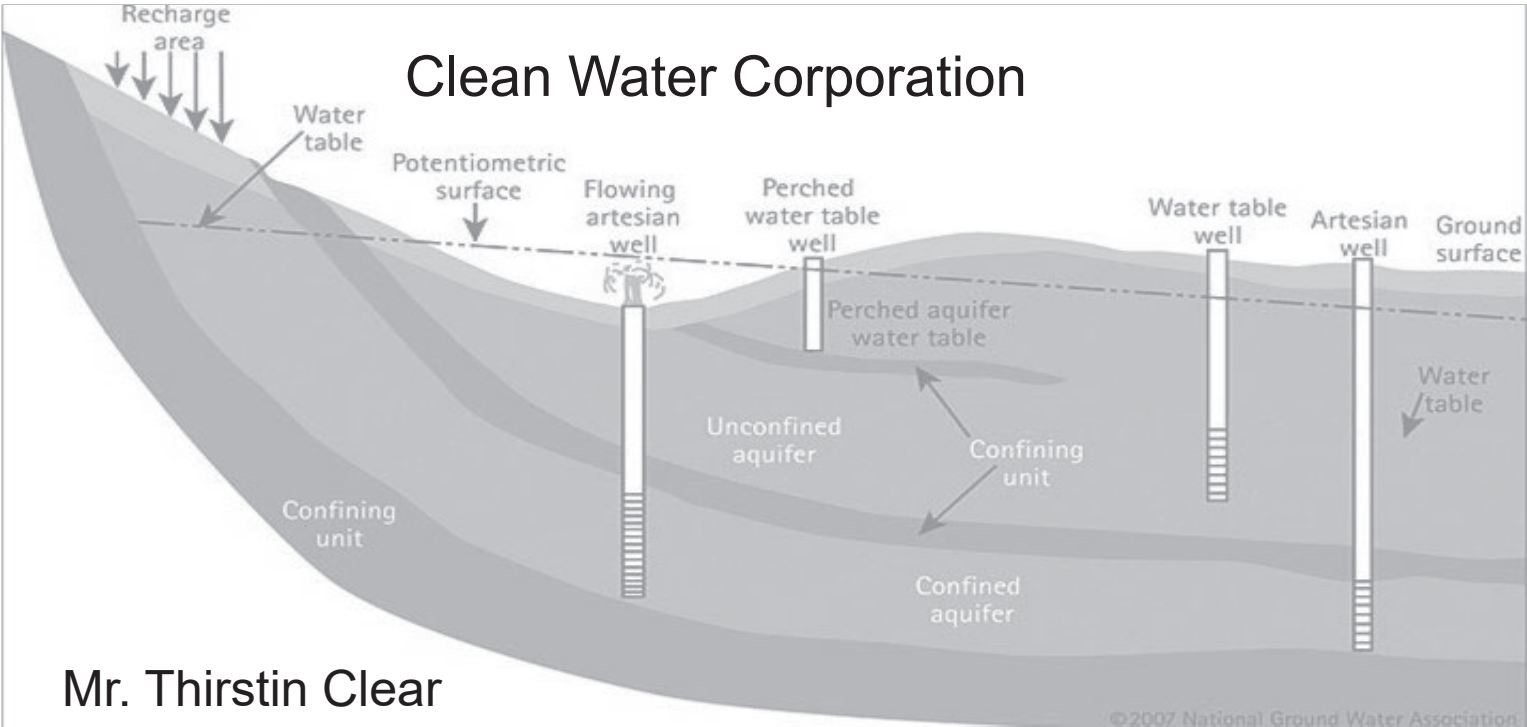 Recharge
area
Clean Water Corporation
Water
table
Potentiometric
surface
Flowing
artesian
well
Perched
water table
well
Water table
well
Artesian
well
Ground
surface
Perched aquifer
water table
Water
table
Unconfined
aquifer
Confining
unit
Confining
unit
Confined
aquifer
Mr. Thirstin Clear
©2007 National Ground Water Association